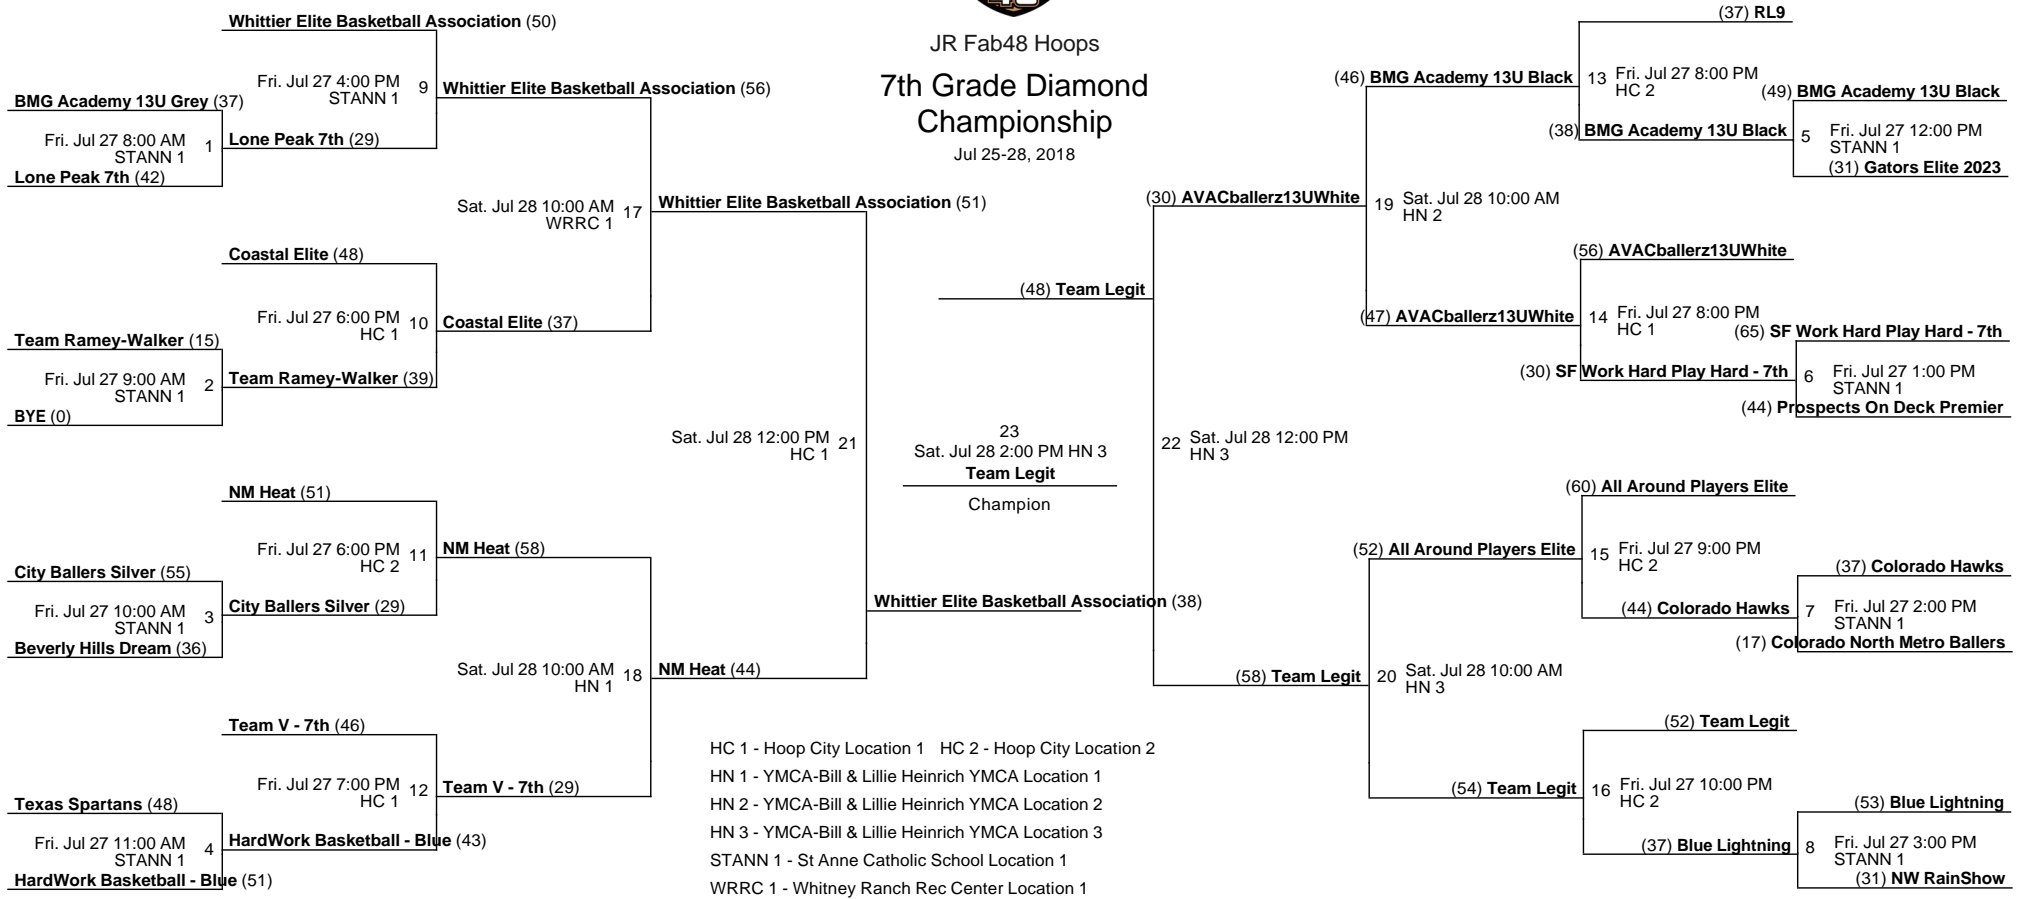 JR Fab48 Hoops
7th Grade Diamond
Championship
Jul 25-28, 2018
Whittier Elite Basketball Association (50)
Fri. Jul 27 4:00 PM 9
STANN 1
BMG Academy 13U Grey (37)
Fri. Jul 27 8:00 AM 1
STANN 1
Lone Peak 7th (42)
Lone Peak 7th (29)
Whittier Elite Basketball Association (56)
Sat. Jul 28 10:00 AM 17
WRRC 1
Whittier Elite Basketball Association (51)
Coastal Elite (48)
Fri. Jul 27 6:00 PM 10
HC 1
Coastal Elite (37)
Team Ramey-Walker (15)
Fri. Jul 27 9:00 AM 2
STANN 1
BYE (0)
Team Ramey-Walker (39)
Sat. Jul 28 12:00 PM 21
HC 1
NM Heat (51)
Fri. Jul 27 6:00 PM 11
HC 2
NM Heat (58)
City Ballers Silver (55)
Fri. Jul 27 10:00 AM 3
STANN 1
Beverly Hills Dream (36)
City Ballers Silver (29)
Sat. Jul 28 10:00 AM 18
HN 1
NM Heat (44)
Team V - 7th (46)
Fri. Jul 27 7:00 PM 12
HC 1
Team V - 7th (29)
Texas Spartans (48)
Fri. Jul 27 11:00 AM 4
STANN 1
HardWork Basketball - Blue (51)
HardWork Basketball - Blue (43)
Whittier Elite Basketball Association (38)
(48) Team Legit
23
Sat. Jul 28 2:00 PM HN 3
Team Legit
Champion
(37) RL9
13 Fri. Jul 27 8:00 PM
HC 2
(46) BMG Academy 13U Black
(49) BMG Academy 13U Black
(38) BMG Academy 13U Black
5 Fri. Jul 27 12:00 PM
STANN 1
(31) Gators Elite 2023
(30) AVACballerz13UWhite
19 Sat. Jul 28 10:00 AM
HN 2
(56) AVACballerz13UWhite
(47) AVACballerz13UWhite
14 Fri. Jul 27 8:00 PM
HC 1
(65) SF Work Hard Play Hard - 7th
(30) SF Work Hard Play Hard - 7th
6 Fri. Jul 27 1:00 PM
STANN 1
(44) Prospects On Deck Premier
22 Sat. Jul 28 12:00 PM
HN 3
(60) All Around Players Elite
(52) All Around Players Elite
15 Fri. Jul 27 9:00 PM
HC 2
(37) Colorado Hawks
(44) Colorado Hawks
7 Fri. Jul 27 2:00 PM
STANN 1
(17) Colorado North Metro Ballers
(58) Team Legit
20 Sat. Jul 28 10:00 AM
HN 3
(52) Team Legit
(54) Team Legit
16 Fri. Jul 27 10:00 PM
HC 2
(53) Blue Lightning
(37) Blue Lightning
8 Fri. Jul 27 3:00 PM
STANN 1
(31) NW RainShow
HC 1 - Hoop City Location 1 HC 2 - Hoop City Location 2
HN 1 - YMCA-Bill & Lillie Heinrich YMCA Location 1
HN 2 - YMCA-Bill & Lillie Heinrich YMCA Location 2
HN 3 - YMCA-Bill & Lillie Heinrich YMCA Location 3
STANN 1 - St Anne Catholic School Location 1
WRRC 1 - Whitney Ranch Rec Center Location 1